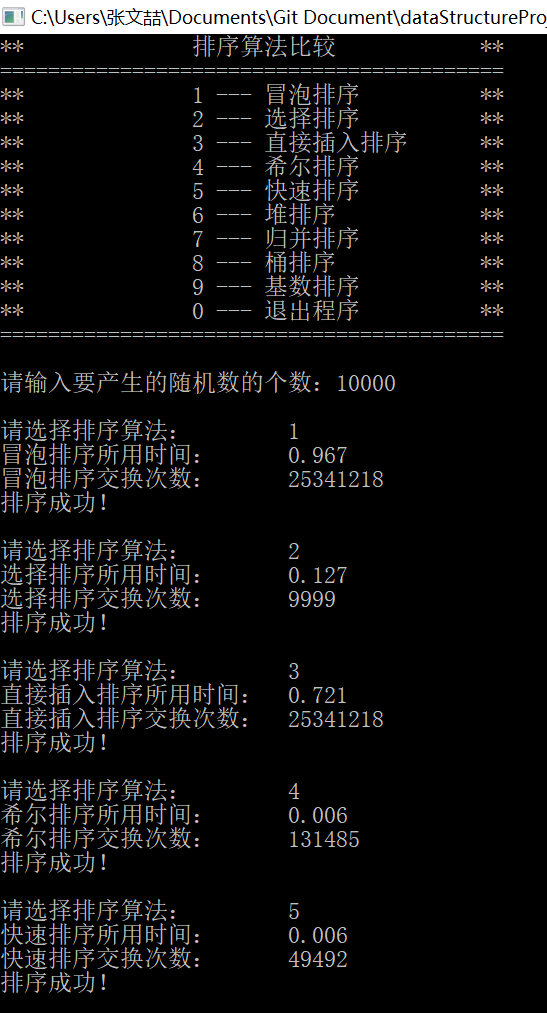 C:\Users\张文喆\Documents\Git Document\dataStructureProj
** 排序算法比较 **
==========================================
** 1 --- 冒泡排序 **
** 2 --- 选择排序 **
** 3 --- 直接插入排序 **
** 4 --- 希尔排序 **
** 5 --- 快速排序 **
** 6 --- 堆排序 **
** 7 --- 归并排序 **
** 8 --- 桶排序 **
** 9 --- 基数排序 **
** 0 --- 退出程序 **
==========================================
请输入要产生的随机数的个数：10000
请选择排序算法： 1
冒泡排序所用时间： 0.967
冒泡排序交换次数： 25341218
排序成功！
请选择排序算法： 2
选择排序所用时间： 0.127
选择排序交换次数： 9999
排序成功！
请选择排序算法： 3
直接插入排序所用时间： 0.721
直接插入排序交换次数： 25341218
排序成功！
请选择排序算法： 4
希尔排序所用时间： 0.006
希尔排序交换次数： 131485
排序成功！
请选择排序算法： 5
快速排序所用时间： 0.006
快速排序交换次数： 49492
排序成功！